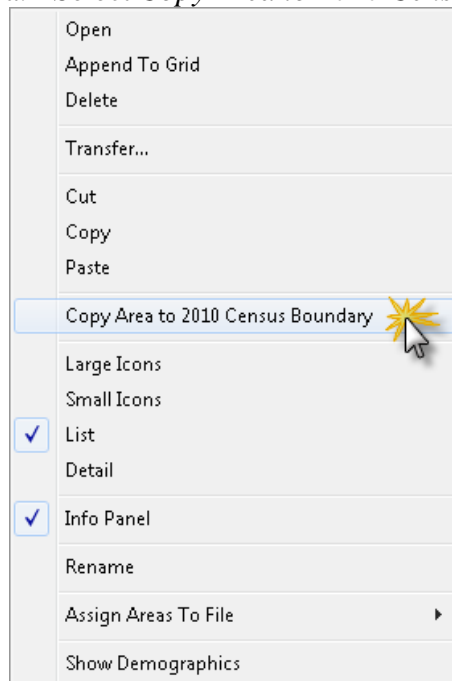 Open
Append To Grid
Delete
Transfer...
Cut
Copy
Paste
Copy Area to 2010 Census Boundary
Large Icons
Small Icons
List
Detail
Info Panel
Rename
Assign Areas To File
Show Demographics